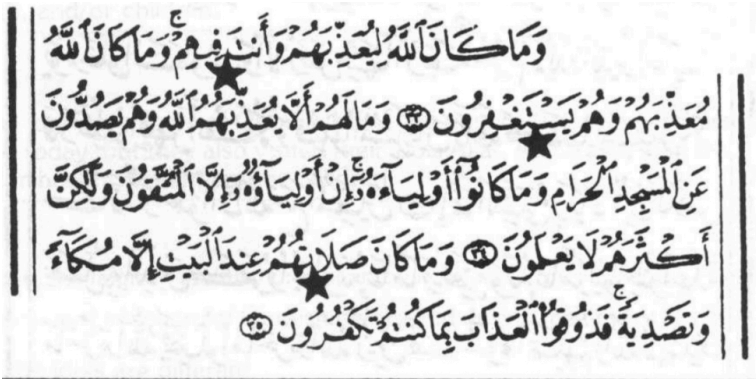 وَمَا كَانَ ٱللَّهُ لِيُعَذِّبَهُمْ وَأَنتَ فِيهِمْ ۚ وَمَا كَانَ ٱللَّهُ
مُعَذِّبَهُمْ وَهُمْ يَسْتَغْفِرُونَ ٣٣ وَمَا لَهُمْ أَلَّا يُعَذِّبَهُمُ ٱللَّهُ وَهُمْ يَصُدُّونَ
عَنِ ٱلْمَسْجِدِ ٱلْحَرَامِ وَمَا كَانُوٓا۟ أَوْلِيَآءَهُۥٓ ۚ إِنْ أَوْلِيَآؤُهُۥٓ إِلَّا ٱلْمُتَّقُونَ وَلَٰكِنَّ
أَكْثَرَهُمْ لَا يَعْلَمُونَ ٣٤ وَمَا كَانَ صَلَاتُهُمْ عِندَ ٱلْبَيْتِ إِلَّا مُكَآءً
وَتَصْدِيَةً ۚ فَذُوقُوا۟ ٱلْعَذَابَ بِمَا كُنتُمْ تَكْفُرُونَ ٣٥